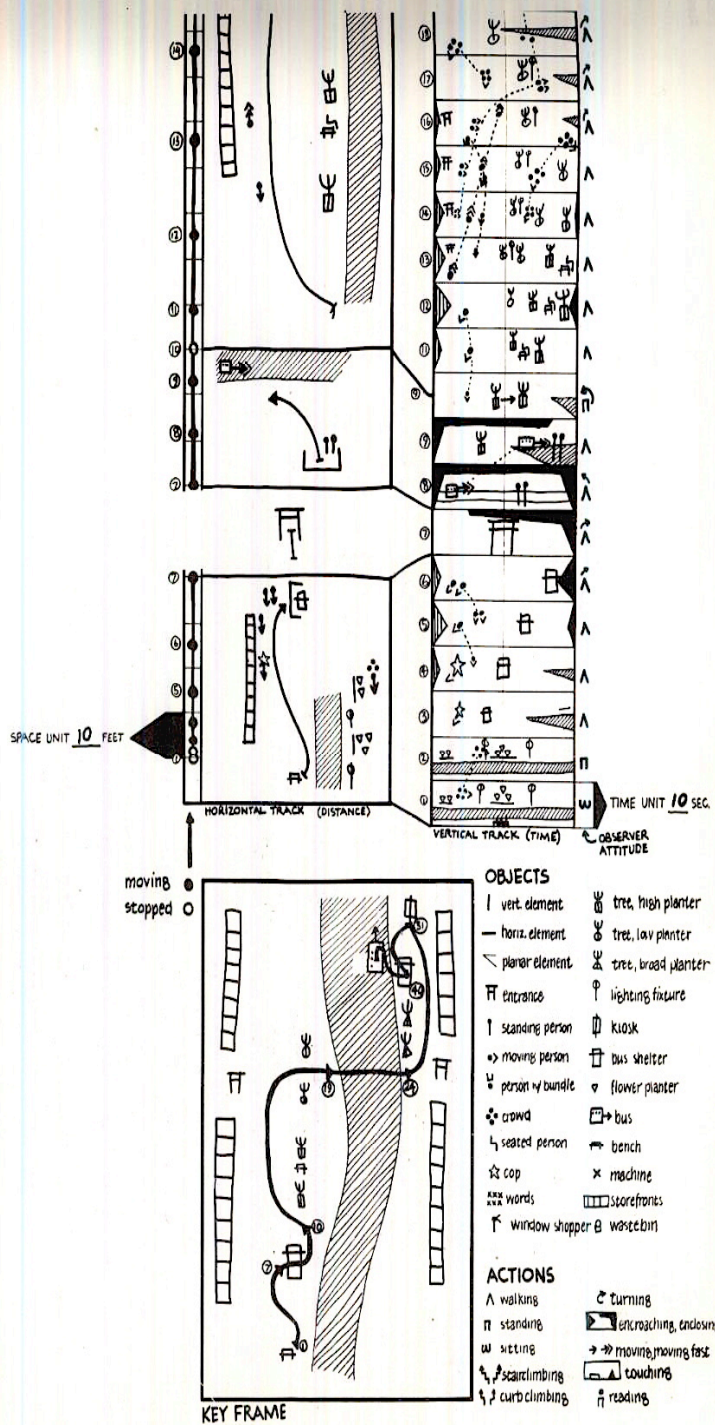 SPACE UNIT 10 FEET
HORIZONTAL TRACK (DISTANCE)
VERTICAL TRACK (TIME)
TIME UNIT 10 SEC.
OBSERVER
ATTITUDE
moving
stopped
OBJECTS
vert. element
horiz. element
planar element
entrance
standing person
moving person
person w/ bundle
crowd
seated person
cop
words
window shopper
tree, high planter
tree, low planter
tree, broad planter
lighting fixture
kiosk
bus shelter
flower planter
bus
bench
machine
storefronts
wastebin
ACTIONS
walking
standing
sitting
stairclimbing
curb climbing
turning
encroaching, enclosin
moving, moving fast
touching
reading
KEY FRAME